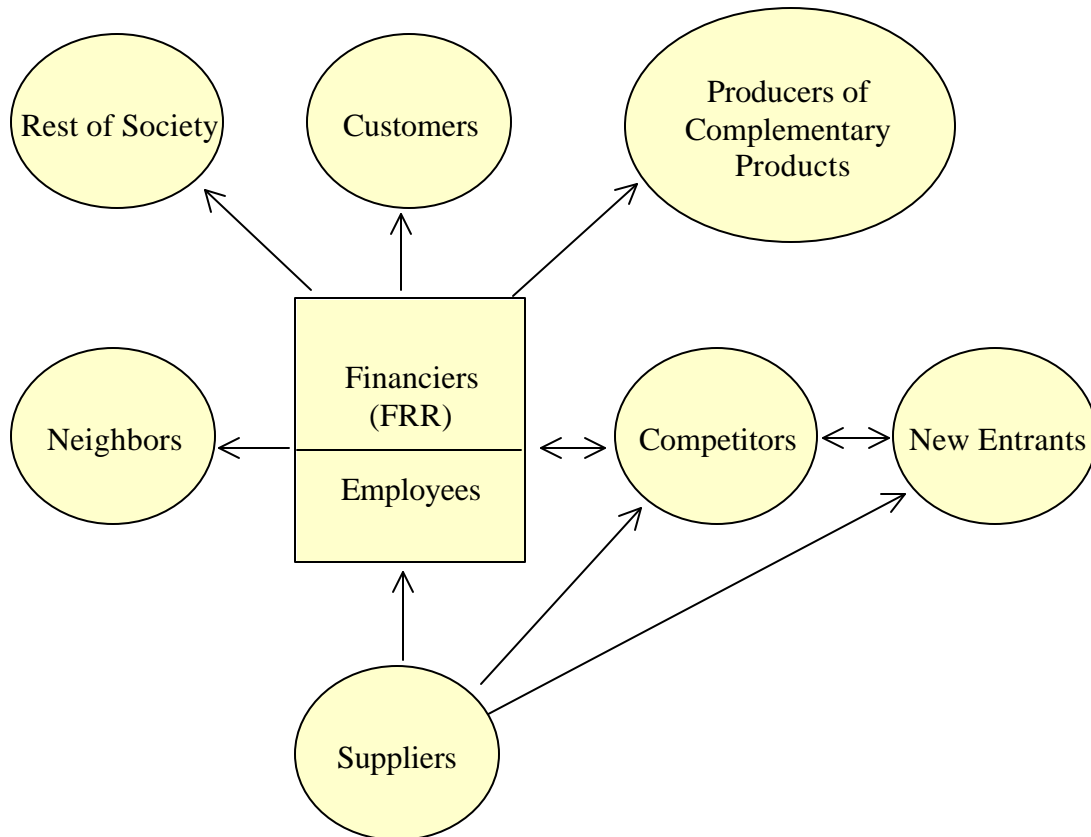 Rest of Society
Customers
Producers of
Complementary
Products
Financiers
(FRR)
Employees
Neighbors
Competitors
New Entrants
Suppliers